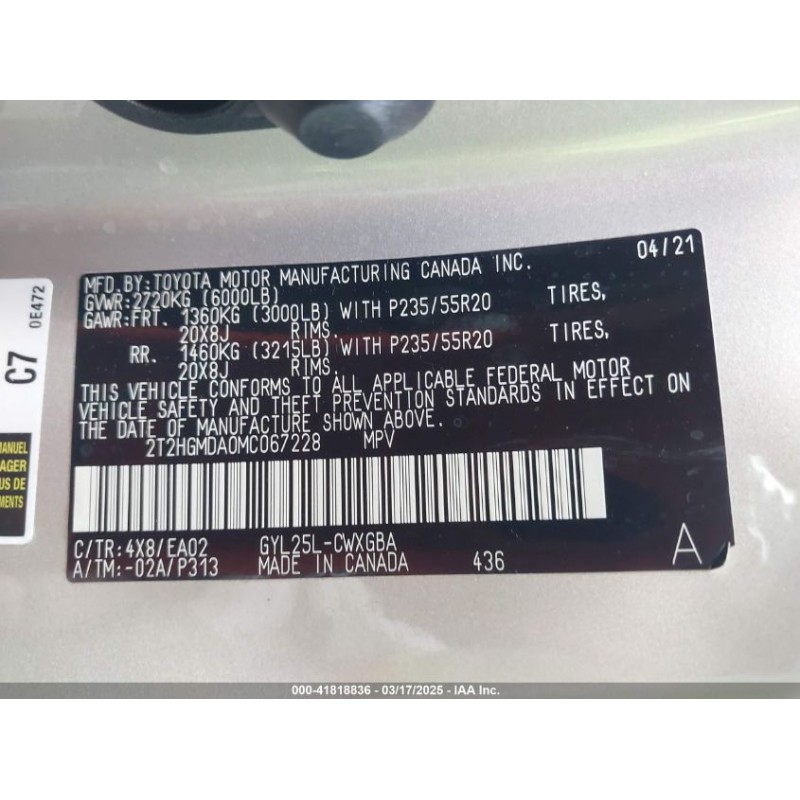 MFD.BY:TOYOTA MOTOR MANUFACTURING CANADA INC. 04/21
GVWR:2720KG (6000LB)
GAWR:FRT. 1360KG (3000LB) WITH P235/55R20 TIRES,
20X8J RIMS.
RR. 1460KG (3215LB) WITH P235/55R20 TIRES,
20X8J RIMS.
THIS VEHICLE CONFORMS TO ALL APPLICABLE FEDERAL MOTOR
VEHICLE SAFETY AND THEFT PREVENTION STANDARDS IN EFFECT ON
THE DATE OF MANUFACTURE SHOWN ABOVE.
2T2HGMDA0MC067228 MPV
C/TR:4X8/EA02 GYL25L-CWXGBA
A/TM:-02A/P313 MADE IN CANADA 436 A
C7 0E472
MANUEL
AGER
US DE
MENTS
000-41818836 - 03/17/2025 - IAA Inc.